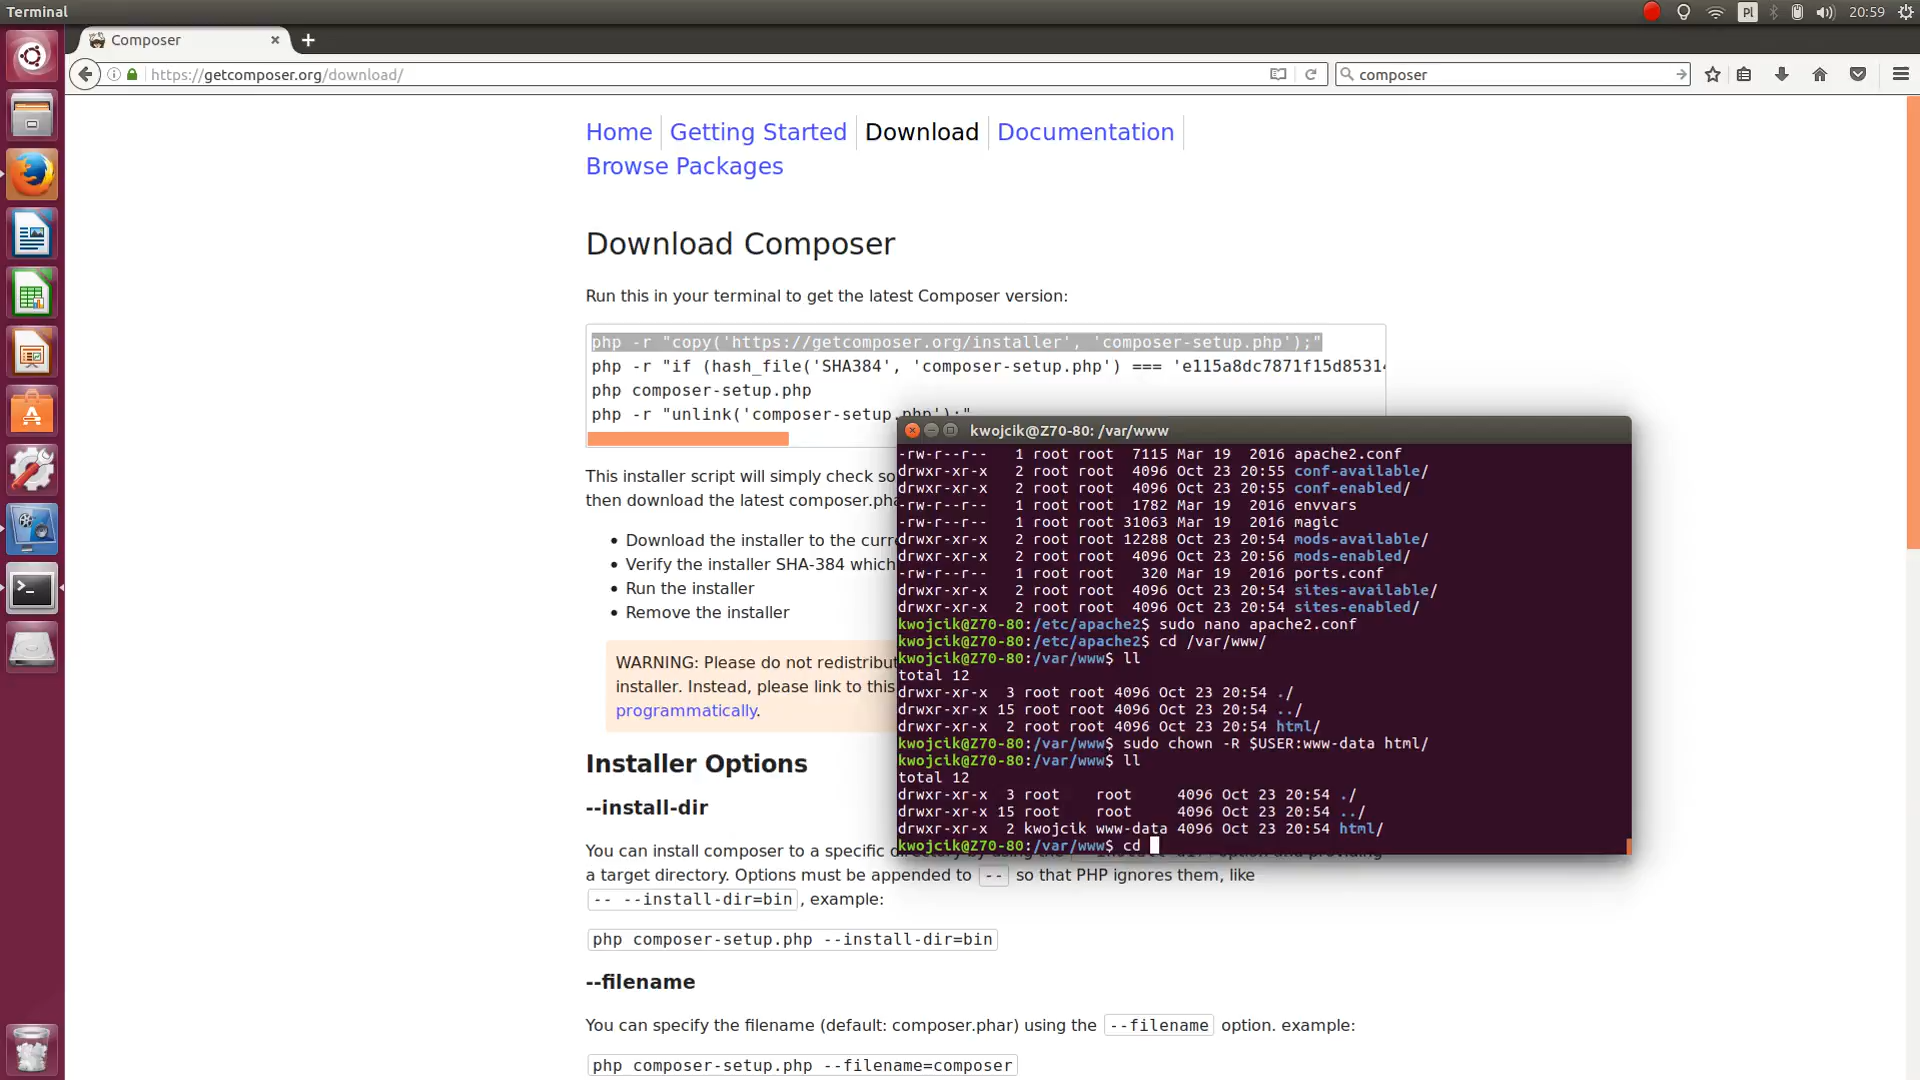 Terminal
Pl
20:59
Composer
https://getcomposer.org/download/
composer
Home
Getting Started
Download
Documentation
Browse Packages
Download Composer
Run this in your terminal to get the latest Composer version:
php -r "copy('https://getcomposer.org/installer', 'composer-setup.php');"
php -r "if (hash_file('SHA384', 'composer-setup.php') === 'e115a8dc7871f15d8531
php composer-setup.php
php -r "unlink('composer-setup.php');"
This installer script will simply check so
then download the latest composer.pha
• Download the installer to the curr
• Verify the installer SHA-384 which
• Run the installer
• Remove the installer
WARNING: Please do not redistribut
installer. Instead, please link to this
programmatically.
Installer Options
--install-dir
You can install composer to a specific directory by using the
a target directory. Options must be appended to -- so that PHP ignores them, like
-- --install-dir=bin, example:
php composer-setup.php --install-dir=bin
--filename
You can specify the filename (default: composer.phar) using the --filename option. example:
php composer-setup.php --filename=composer
kwojcik@Z70-80: /var/www
-rw-r--r-- 1 root root 7115 Mar 19 2016 apache2.conf
drwxr-xr-x 2 root root 4096 Oct 23 20:55 conf-available/
drwxr-xr-x 2 root root 4096 Oct 23 20:55 conf-enabled/
-rw-r--r-- 1 root root 1782 Mar 19 2016 envvars
-rw-r--r-- 1 root root 31063 Mar 19 2016 magic
drwxr-xr-x 2 root root 12288 Oct 23 20:54 mods-available/
drwxr-xr-x 2 root root 4096 Oct 23 20:56 mods-enabled/
-rw-r--r-- 1 root root 320 Mar 19 2016 ports.conf
drwxr-xr-x 2 root root 4096 Oct 23 20:54 sites-available/
drwxr-xr-x 2 root root 4096 Oct 23 20:54 sites-enabled/
kwojcik@Z70-80:/etc/apache2$ sudo nano apache2.conf
kwojcik@Z70-80:/etc/apache2$ cd /var/www/
kwojcik@Z70-80:/var/www$ ll
total 12
drwxr-xr-x 3 root root 4096 Oct 23 20:54 ./
drwxr-xr-x 15 root root 4096 Oct 23 20:54 ../
drwxr-xr-x 2 root root 4096 Oct 23 20:54 html/
kwojcik@Z70-80:/var/www$ sudo chown -R $USER:www-data html/
kwojcik@Z70-80:/var/www$ ll
total 12
drwxr-xr-x 3 root root 4096 Oct 23 20:54 ./
drwxr-xr-x 15 root root 4096 Oct 23 20:54 ../
drwxr-xr-x 2 kwojcik www-data 4096 Oct 23 20:54 html/
kwojcik@Z70-80:/var/www$ cd